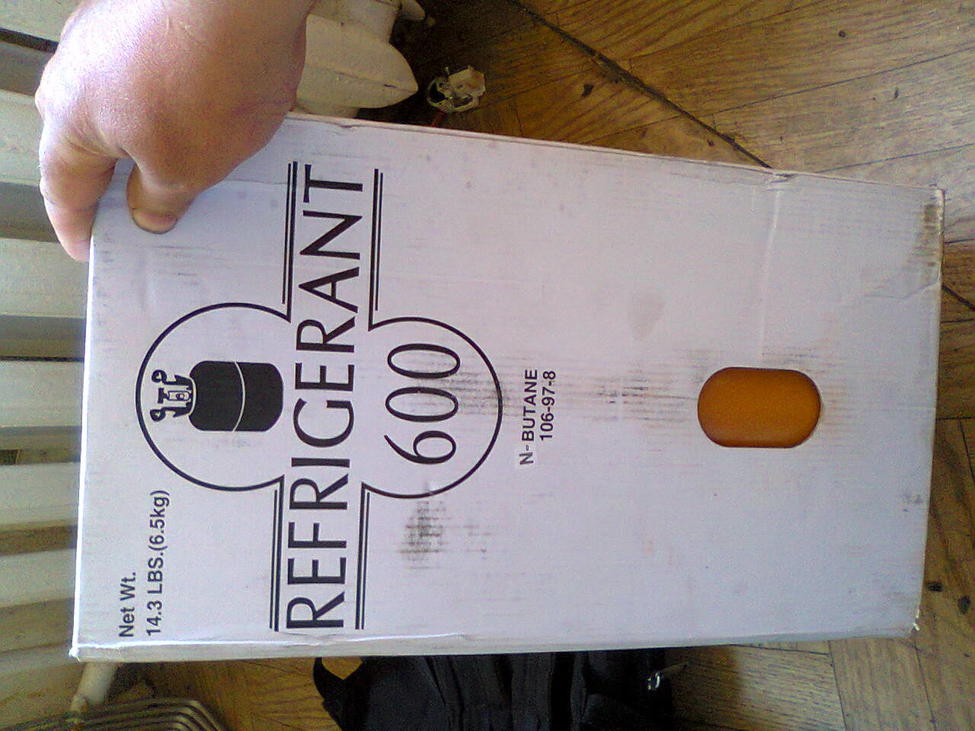 Net Wt.
14.3 LBS.(6.5kg)
REFRIGERANT
600
N-BUTANE
106-97-8